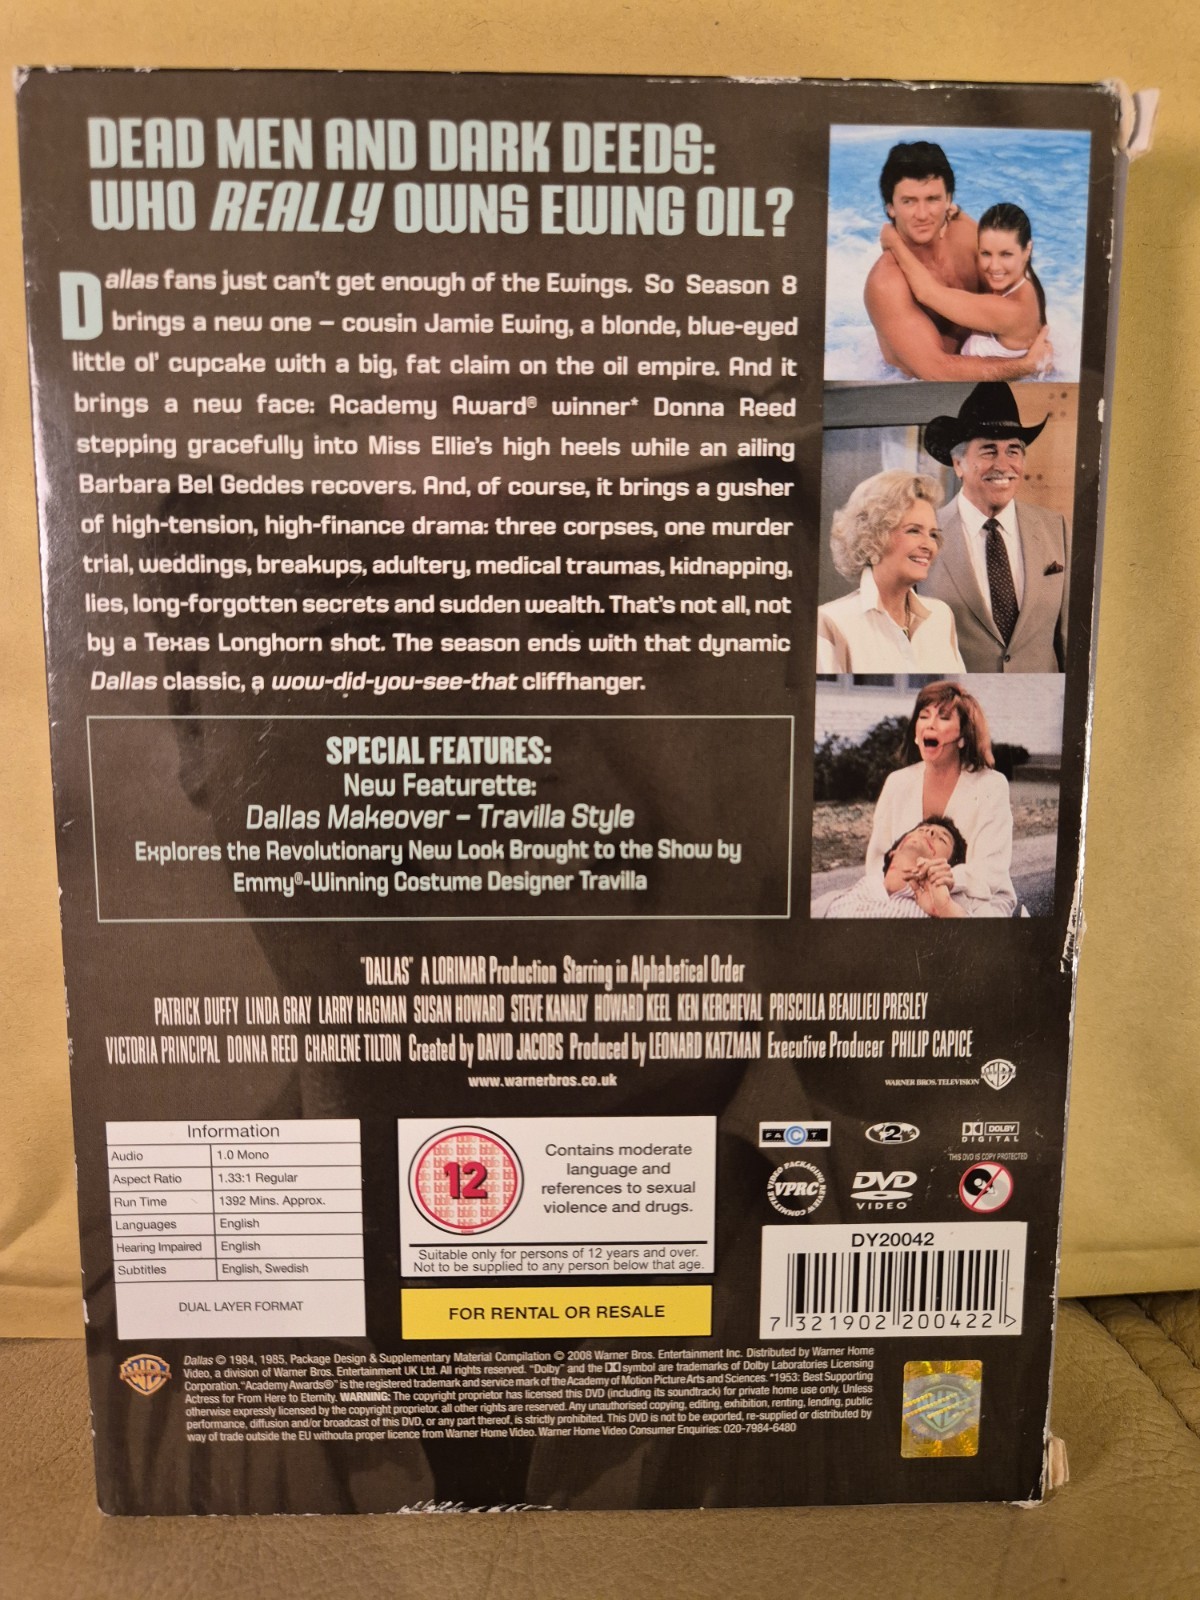 DEAD MEN AND DARK DEEDS:
WHO REALLY OWNS EWING OIL?
Dallas fans just can't get enough of the Ewings. So Season 8
brings a new one – cousin Jamie Ewing, a blonde, blue-eyed
little ol' cupcake with a big, fat claim on the oil empire. And it
brings a new face: Academy Award® winner* Donna Reed
stepping gracefully into Miss Ellie's high heels while an ailing
Barbara Bel Geddes recovers. And, of course, it brings a gusher
of high-tension, high-finance drama: three corpses, one murder
trial, weddings, breakups, adultery, medical traumas, kidnapping,
lies, long-forgotten secrets and sudden wealth. That's not all, not
by a Texas Longhorn shot. The season ends with that dynamic
Dallas classic, a wow-did-you-see-that cliffhanger.
SPECIAL FEATURES:
New Featurette:
Dallas Makeover – Travilla Style
Explores the Revolutionary New Look Brought to the Show by
Emmy®-Winning Costume Designer Travilla
"DALLAS" A LORIMAR Production Starring in Alphabetical Order
PATRICK DUFFY LINDA GRAY LARRY HAGMAN SUSAN HOWARD STEVE KANALY HOWARD KEEL KEN KERCHEVAL PRISCILLA BEAULIEU PRESLEY
VICTORIA PRINCIPAL DONNA REED CHARLENE TILTON Created by DAVID JACOBS Produced by LEONARD KATZMAN Executive Producer PHILIP CAPICE
www.warnerbros.co.uk
WARNER BROS. TELEVISION
Information
Audio 1.0 Mono
Aspect Ratio 1.33:1 Regular
Run Time 1392 Mins. Approx.
Languages English
Hearing Impaired English
Subtitles English, Swedish
DUAL LAYER FORMAT
12
Contains moderate
language and
references to sexual
violence and drugs.
Suitable only for persons of 12 years and over.
Not to be supplied to any person below that age.
FOR RENTAL OR RESALE
FACT
2
DOLBY
DIGITAL
THIS DVD IS COPY PROTECTED
VIDEO PACKAGING REVIEW COMMITTEE
VPRC
DVD
VIDEO
DY20042
7 321902 200422 >
Dallas © 1984, 1985, Package Design & Supplementary Material Compilation © 2008 Warner Bros. Entertainment Inc. Distributed by Warner Home
Video, a division of Warner Bros. Entertainment UK Ltd. All rights reserved. "Dolby" and the DD symbol are trademarks of Dolby Laboratories Licensing
Corporation. "Academy Awards®" is the registered trademark and service mark of the Academy of Motion Picture Arts and Sciences. *1953: Best Supporting
Actress for From Here to Eternity. WARNING: The copyright proprietor has licensed this DVD (including its soundtrack) for private home use only. Unless
otherwise expressly licensed by the copyright proprietor, all other rights are reserved. Any unauthorised copying, editing, exhibition, renting, lending, public
performance, diffusion and/or broadcast of this DVD, or any part thereof, is strictly prohibited. This DVD is not to be exported, re-supplied or distributed by
way of trade outside the EU withouta proper licence from Warner Home Video. Warner Home Video Consumer Enquiries: 020-7984-6480